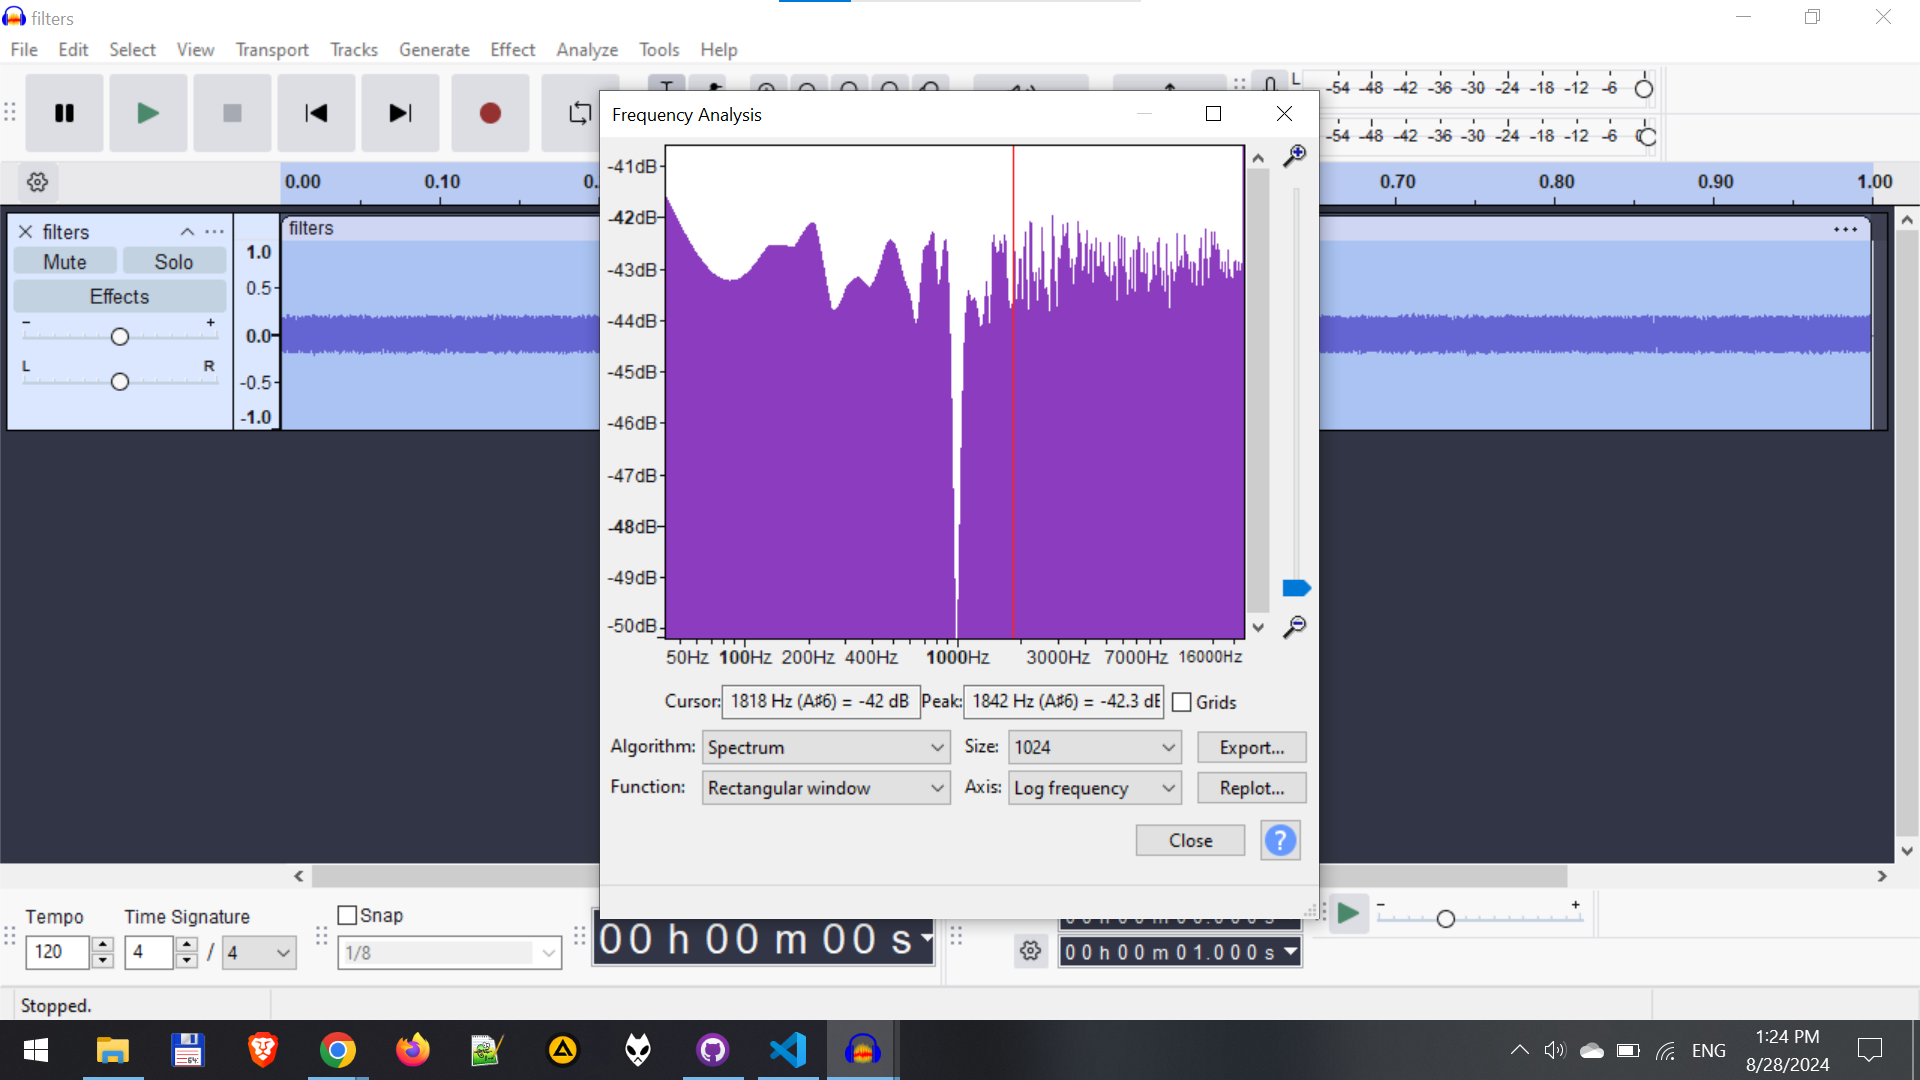 filters
File Edit Select View Transport Tracks Generate Effect Analyze Tools Help
L
-54 -48 -42 -36 -30 -24 -18 -12 -6
-54 -48 -42 -36 -30 -24 -18 -12 -6 0
0.00 0.10 0. 0.70 0.80 0.90 1.00
filters
Mute Solo
Effects
- +
L R
1.0
0.5
0.0
-0.5
-1.0
filters
Frequency Analysis
-41dB
-42dB
-43dB
-44dB
-45dB
-46dB
-47dB
-48dB
-49dB
-50dB
50Hz 100Hz 200Hz 400Hz 1000Hz 3000Hz 7000Hz 16000Hz
Cursor: 1818 Hz (A♯6) = -42 dB Peak: 1842 Hz (A♯6) = -42.3 dB Grids
Algorithm: Spectrum Size: 1024 Export...
Function: Rectangular window Axis: Log frequency Replot...
Close ?
Tempo
120
Time Signature
4 / 4
Snap
1/8
00 h 00 m 00 s
00 h 00 m 01.000 s
- +
Stopped.
64
ENG
1:24 PM
8/28/2024